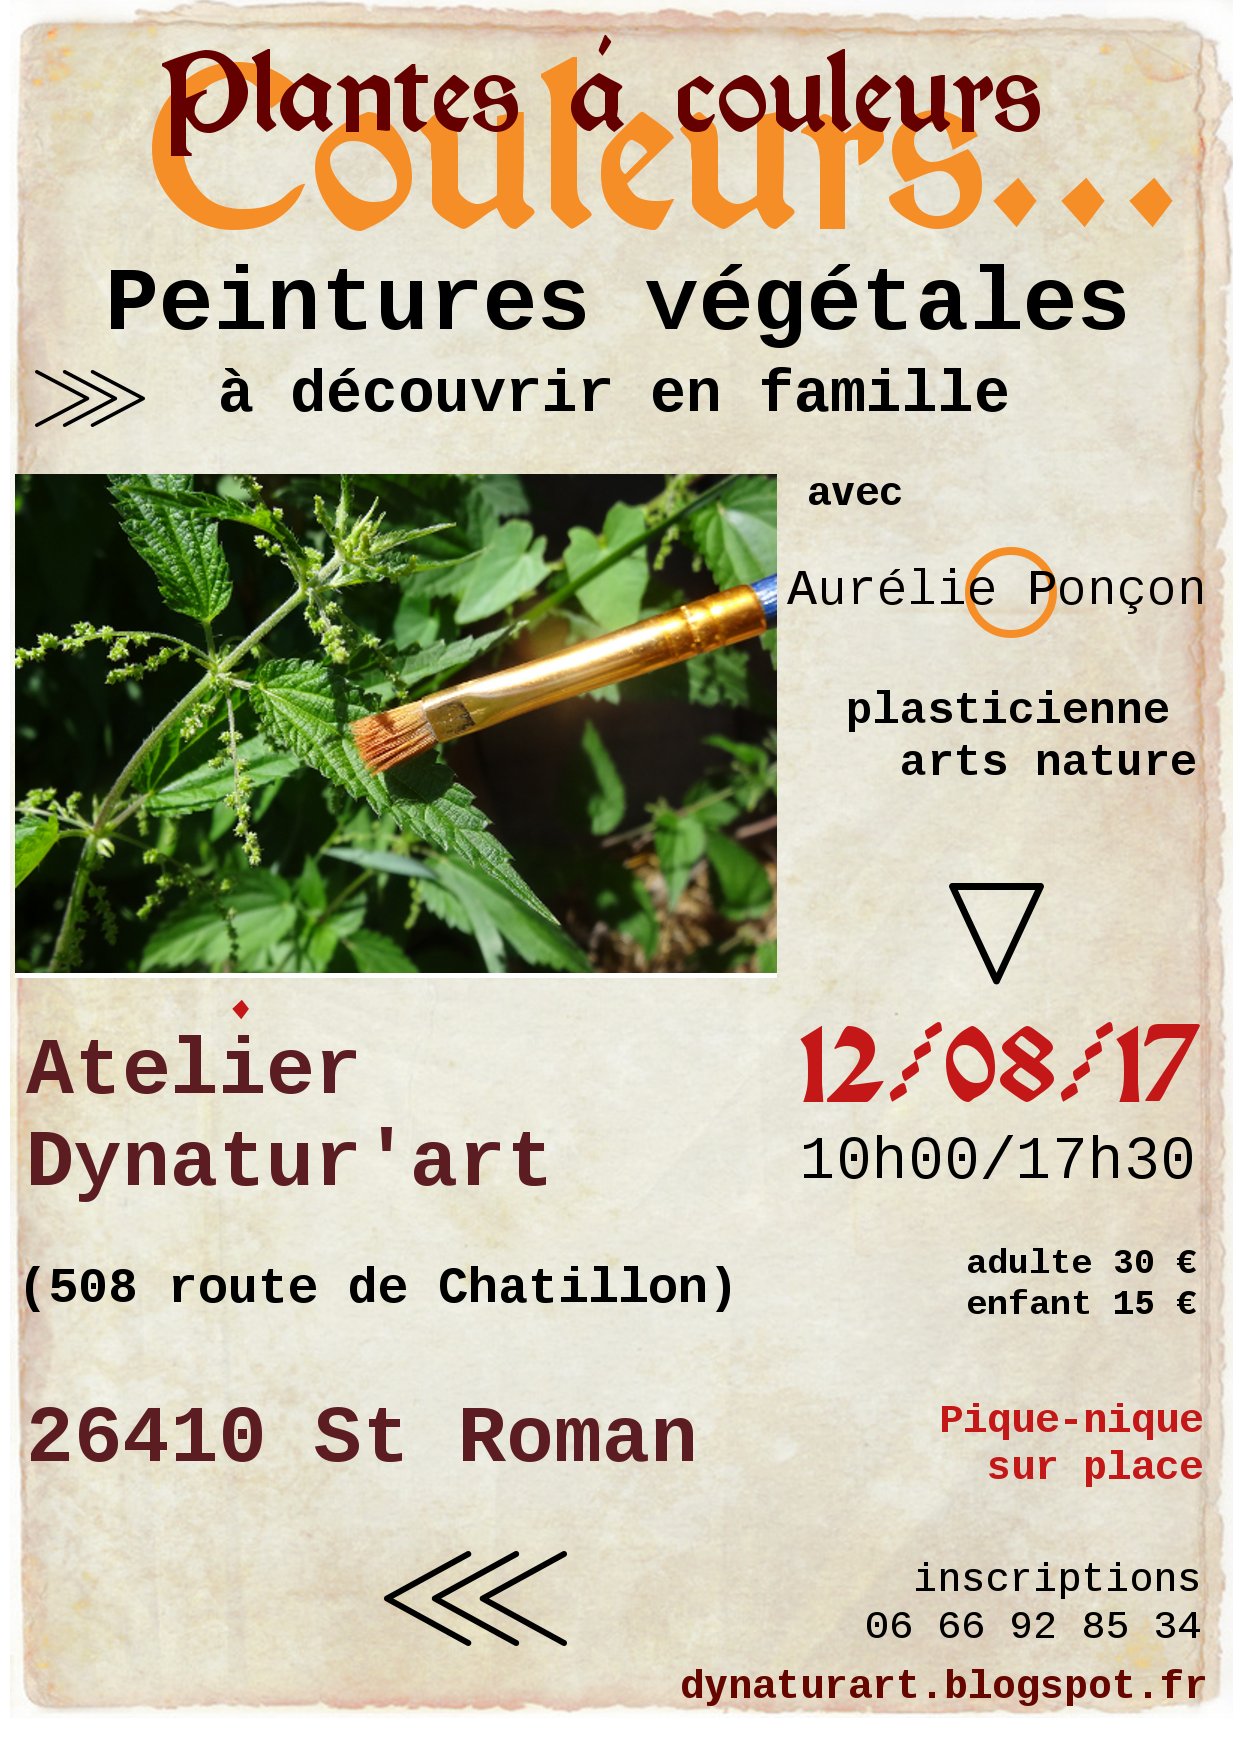 Plantes à couleurs
Couleurs...
Peintures végétales
à découvrir en famille
avec
Aurélie Ponçon
plasticienne
arts nature
Atelier
Dynatur'art
(508 route de Chatillon)
26410 St Roman
12/08/17
10h00/17h30
adulte 30 €
enfant 15 €
Pique-nique
sur place
inscriptions
06 66 92 85 34
dynaturart.blogspot.fr